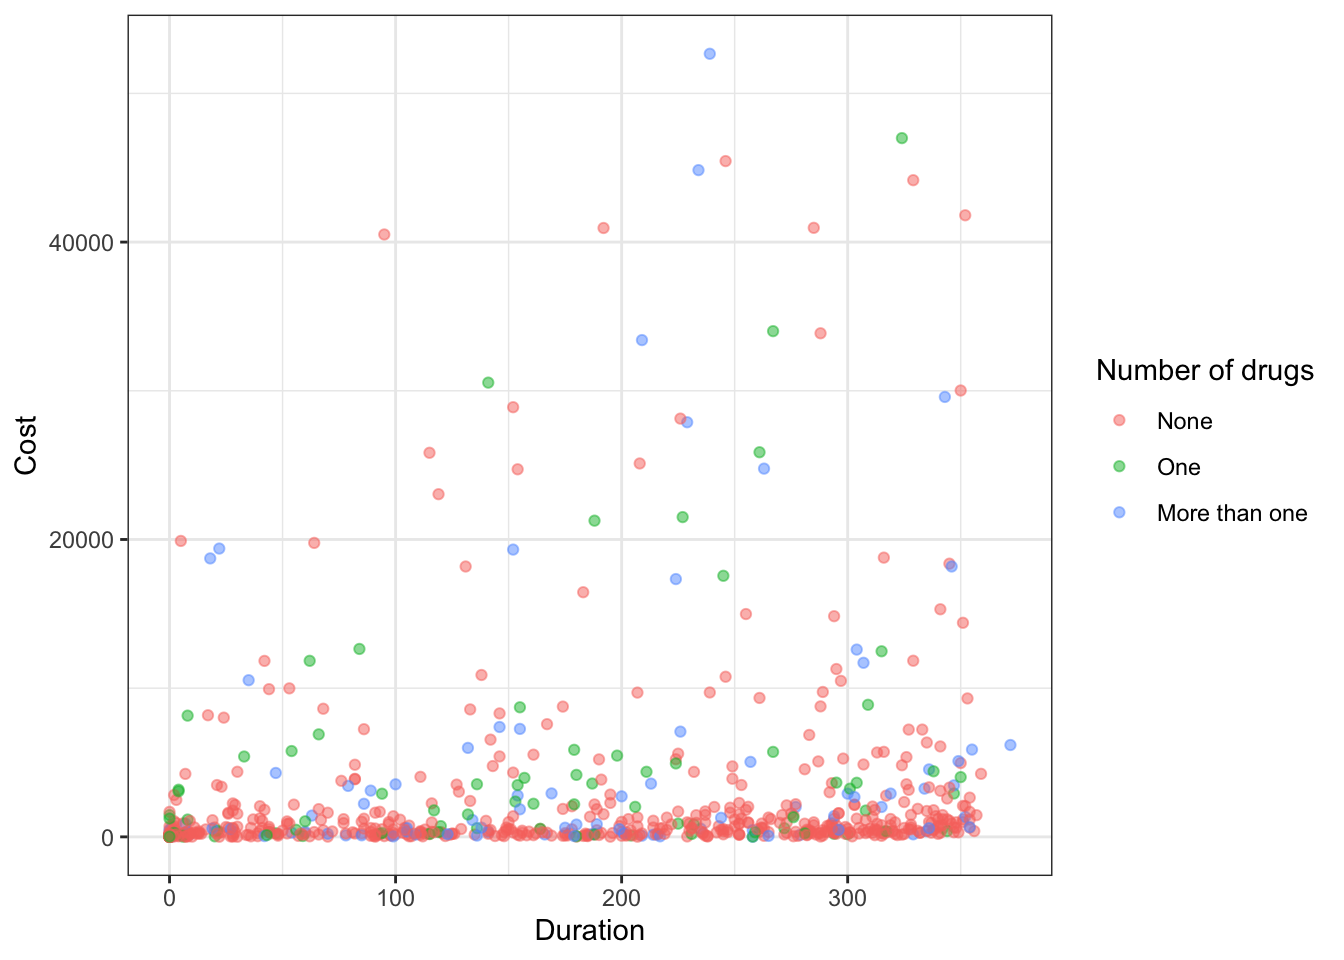 40000
20000
0
0
100
200
300
Duration
Cost
Number of drugs
None
One
More than one